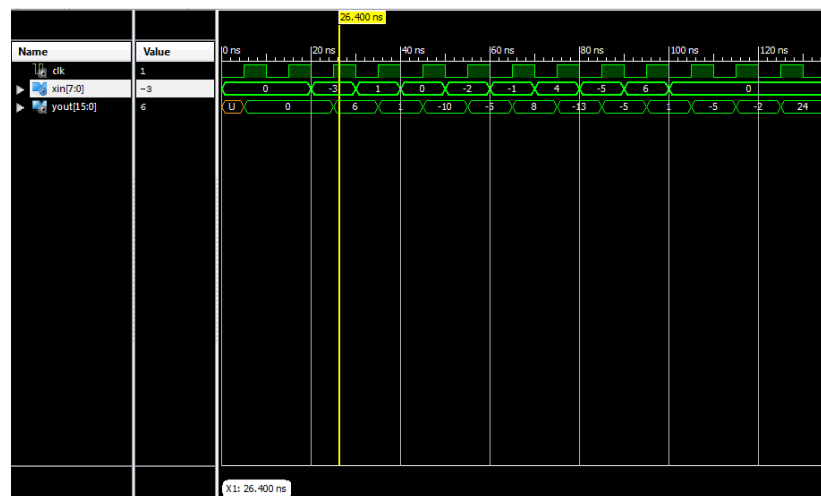 26.400 ns
Name Value 0 ns 20 ns 40 ns 60 ns 80 ns 100 ns 120 ns
clk 1
xin[7:0] -3 0 -3 1 0 -2 -1 4 -5 6 0
yout[15:0] 6 U 0 6 1 -10 -5 8 -13 -5 1 -5 -2 24
X1: 26.400 ns